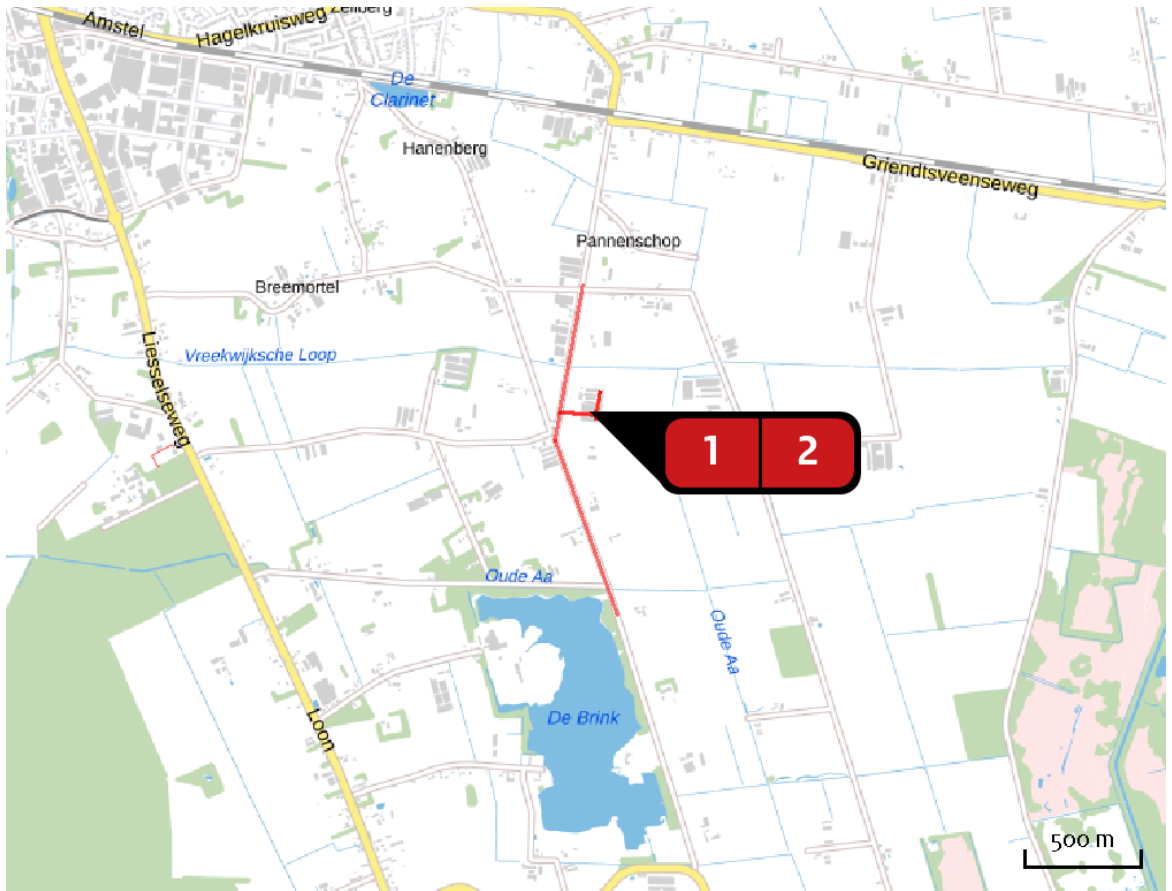 Amstel
Hagelkruisweg
Zeilberg
De
Clarinet
Hanenberg
Griendtsveenseweg
Pannenschop
Breemortel
Liesselseweg
Vreekwijksche Loop
1 2
Oude Aa
Oude Aa
De Brink
Loon
500 m